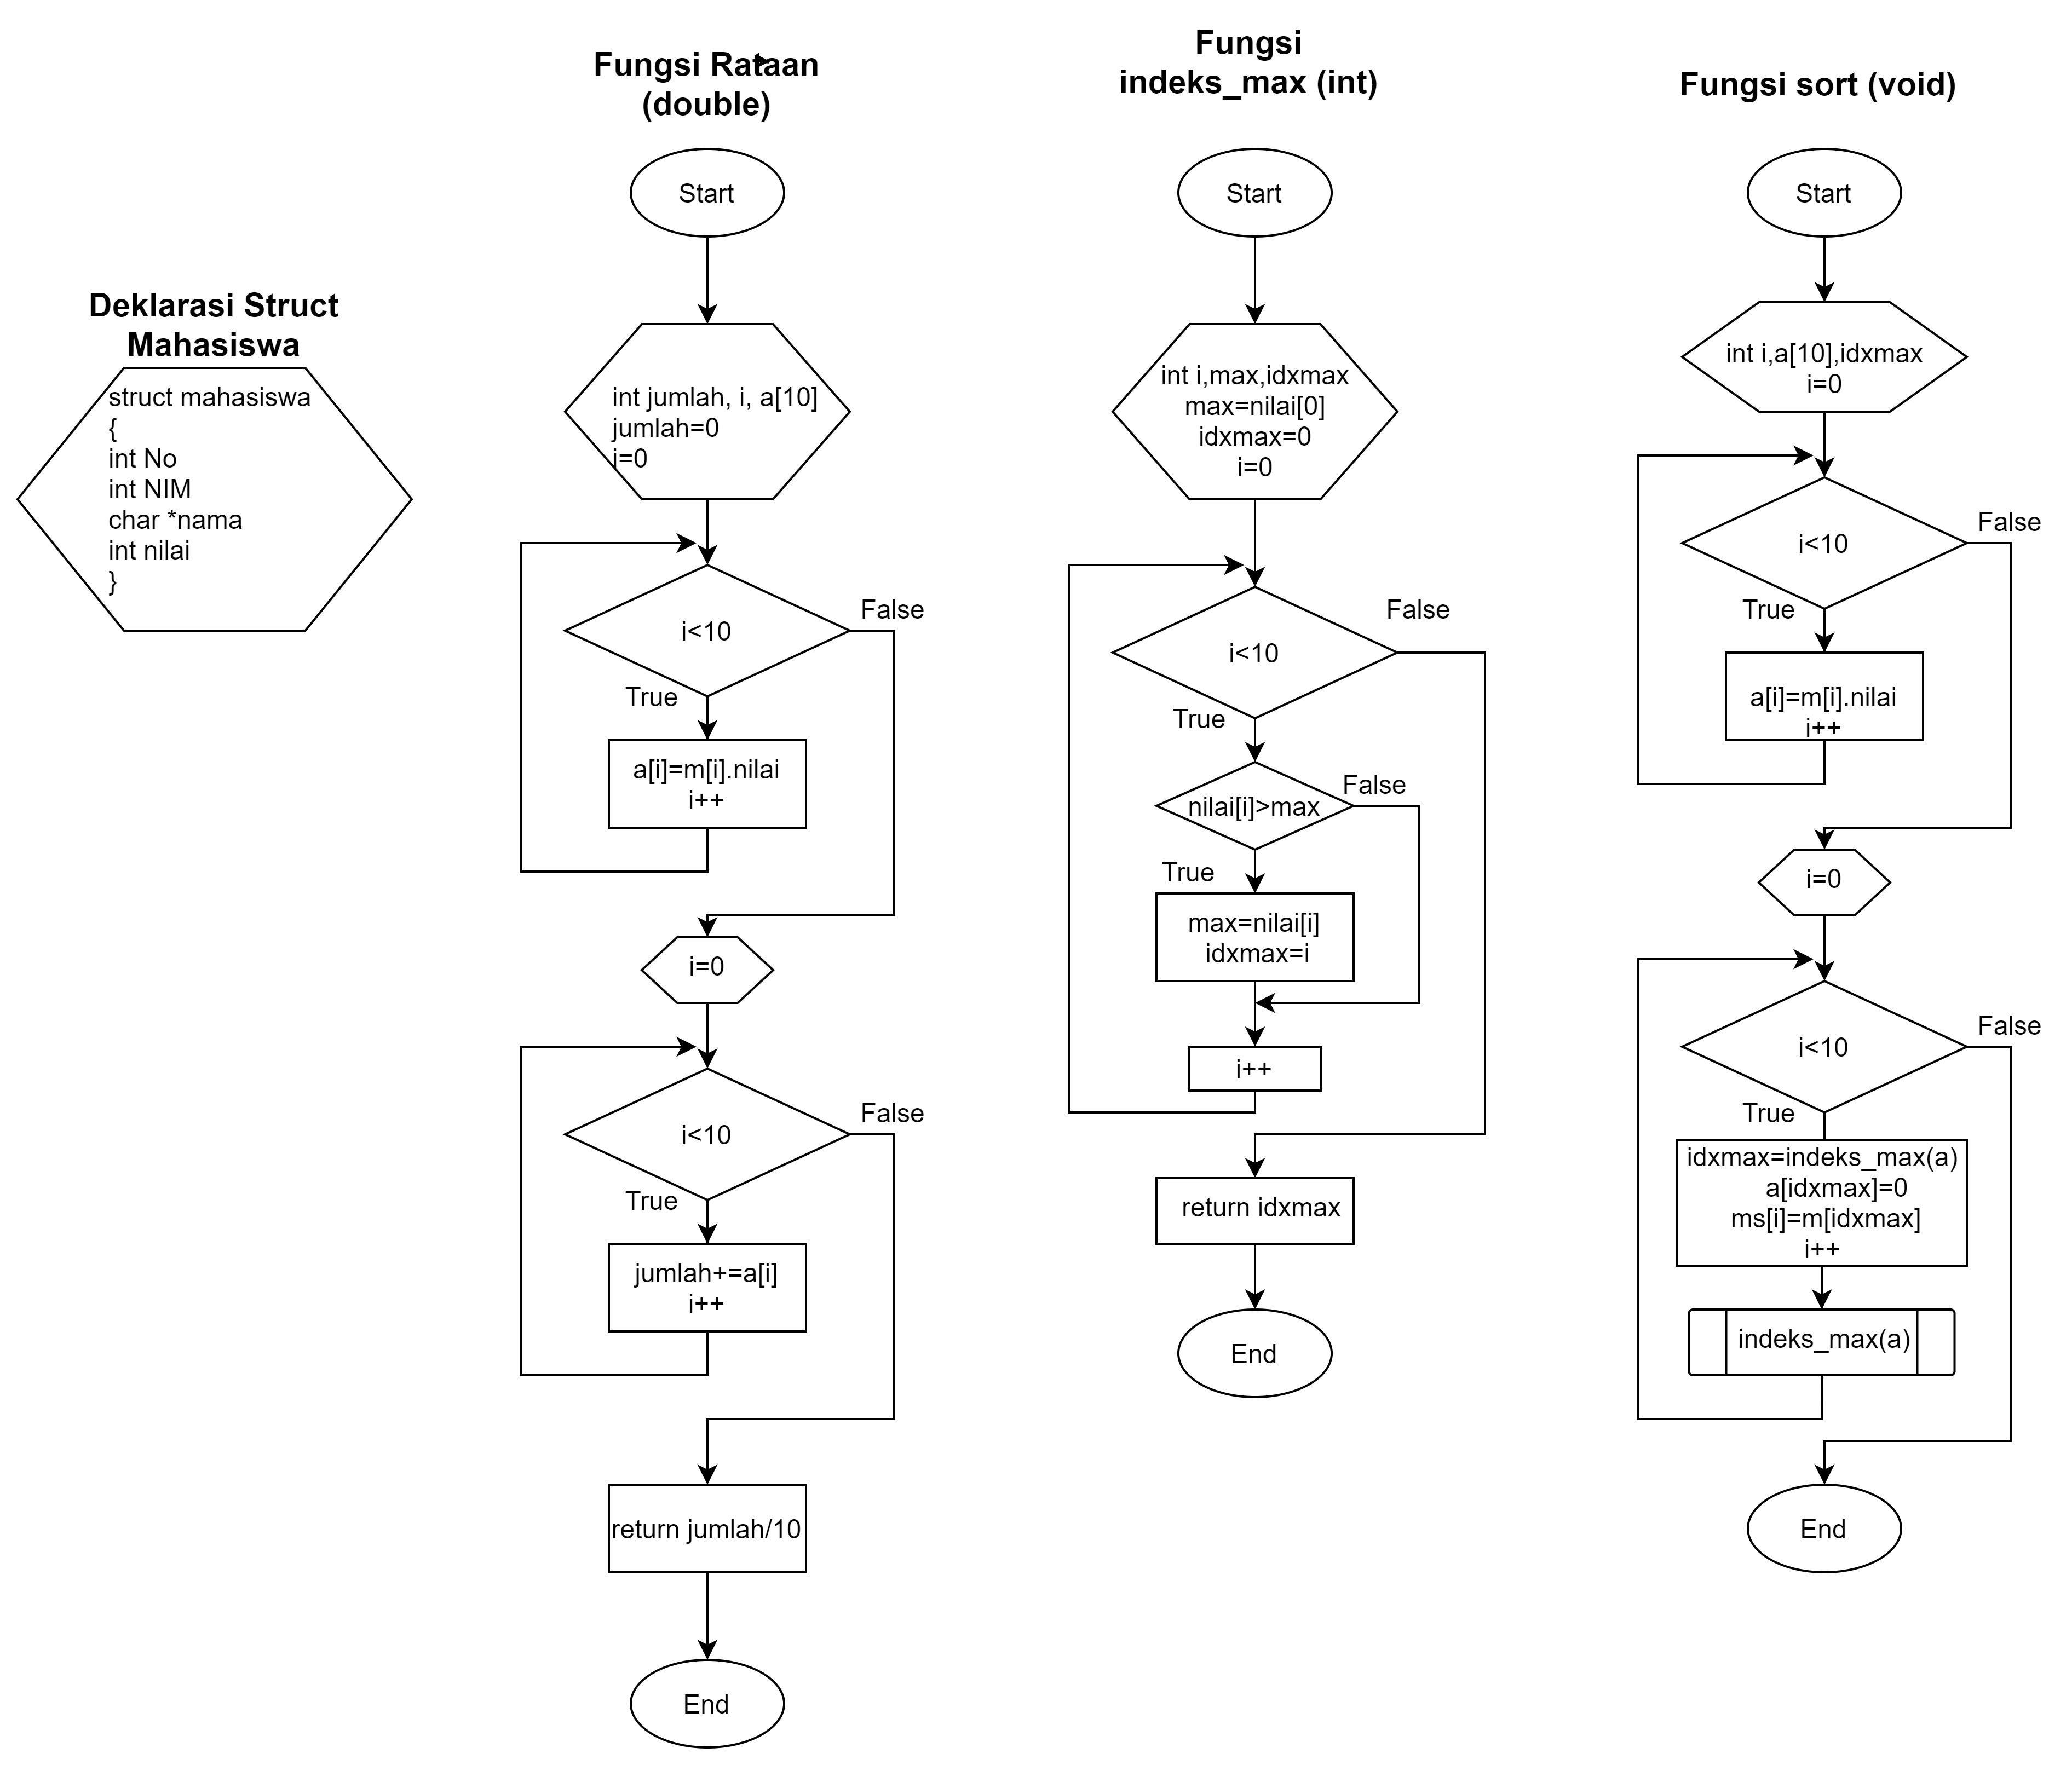 Deklarasi Struct
Mahasiswa
struct mahasiswa
{
int No
int NIM
char *nama
int nilai
}
Fungsi Rataan
(double)
Start
int jumlah, i, a[10]
jumlah=0
i=0
i<10
False
True
a[i]=m[i].nilai
i++
i=0
i<10
False
True
jumlah+=a[i]
i++
return jumlah/10
End
Fungsi
indeks_max (int)
Start
int i,max,idxmax
max=nilai[0]
idxmax=0
i=0
i<10
False
True
nilai[i]>max
False
True
max=nilai[i]
idxmax=i
i++
return idxmax
End
Fungsi sort (void)
Start
int i,a[10],idxmax
i=0
i<10
False
True
a[i]=m[i].nilai
i++
i=0
i<10
False
True
idxmax=indeks_max(a)
a[idxmax]=0
ms[i]=m[idxmax]
i++
indeks_max(a)
End